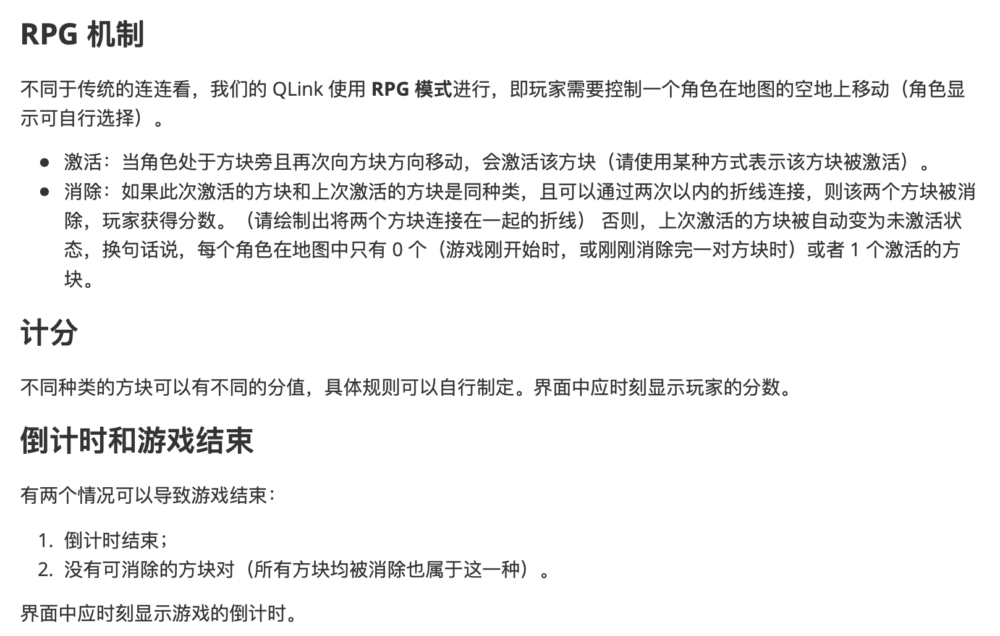 RPG 机制
不同于传统的连连看，我们的 QLink 使用 RPG 模式进行，即玩家需要控制一个角色在地图的空地上移动（角色显
示可自行选择）。
● 激活：当角色处于方块旁且再次向方块方向移动，会激活该方块（请使用某种方式表示该方块被激活）。
● 消除：如果此次激活的方块和上次激活的方块是同种类，且可以通过两次以内的折线连接，则该两个方块被消
除，玩家获得分数。（请绘制出将两个方块连接在一起的折线） 否则，上次激活的方块被自动变为未激活状
态，换句话说，每个角色在地图中只有 0 个（游戏刚开始时，或刚刚消除完一对方块时）或者 1 个激活的方
块。
计分
不同种类的方块可以有不同的分值，具体规则可以自行制定。界面中应时刻显示玩家的分数。
倒计时和游戏结束
有两个情况可以导致游戏结束：
1. 倒计时结束；
2. 没有可消除的方块对（所有方块均被消除也属于这一种）。
界面中应时刻显示游戏的倒计时。